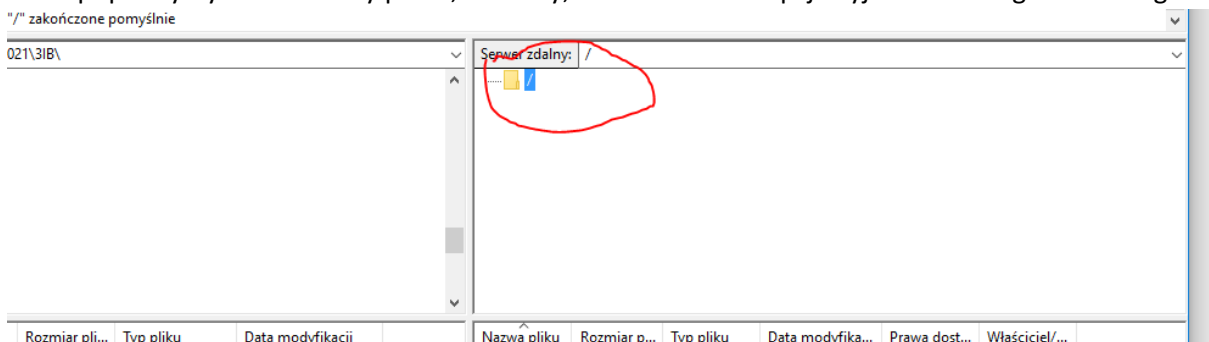 "/" zakończone pomyślnie
021\3IB\ Serwer zdalny: /
/
Rozmiar pli... Typ pliku Data modyfikacji Nazwa pliku Rozmiar p... Typ pliku Data modyfika... Prawa dost... Właściciel/...